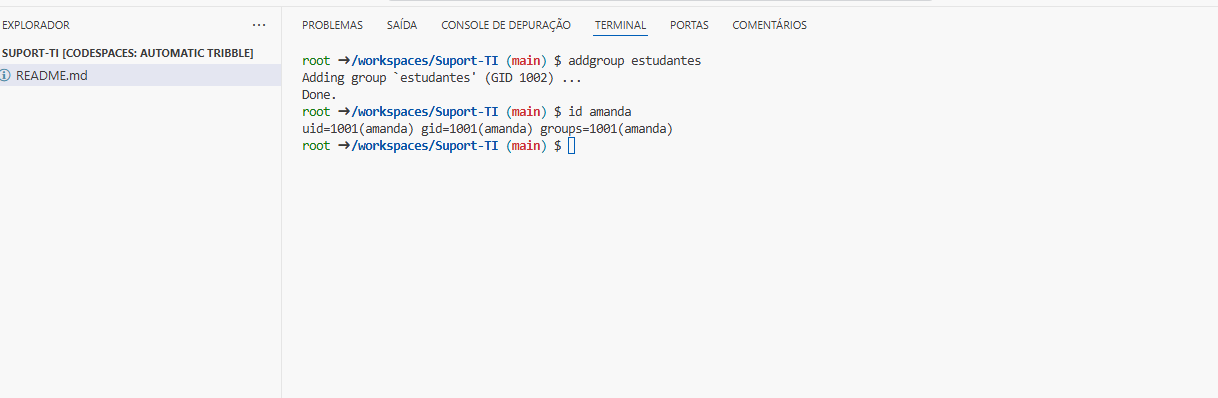 EXPLORADOR ...
SUPORT-TI [CODESPACES: AUTOMATIC TRIBBLE]
README.md
PROBLEMAS SAÍDA CONSOLE DE DEPURAÇÃO TERMINAL PORTAS COMENTÁRIOS
root ➜/workspaces/Suport-TI (main) $ addgroup estudantes
Adding group `estudantes' (GID 1002) ...
Done.
root ➜/workspaces/Suport-TI (main) $ id amanda
uid=1001(amanda) gid=1001(amanda) groups=1001(amanda)
root ➜/workspaces/Suport-TI (main) $